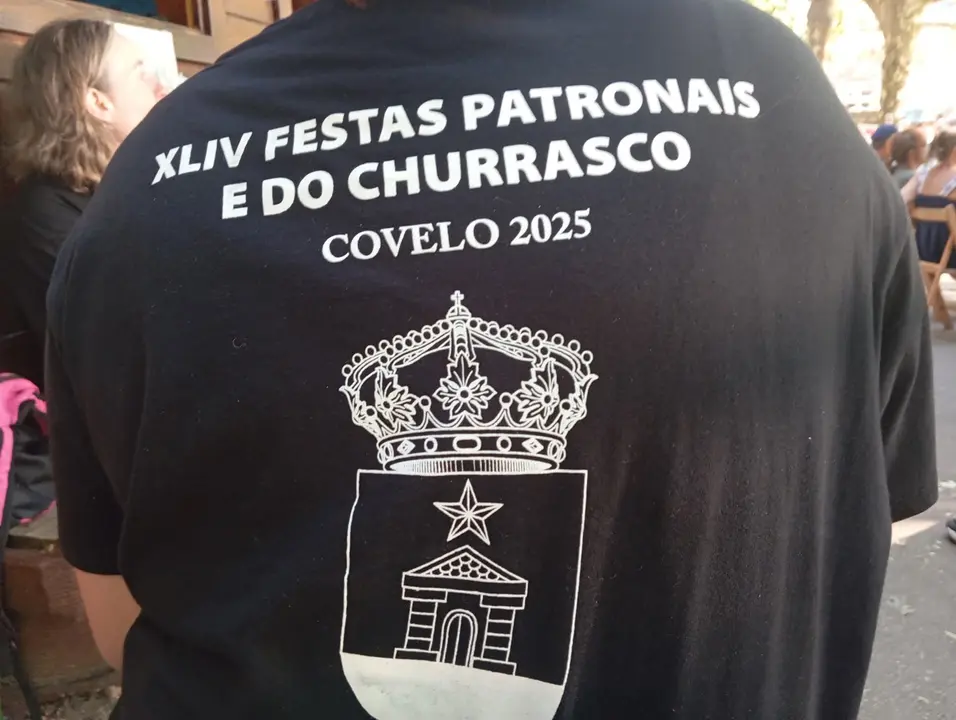 XLIV FESTAS PATRONAIS
E DO CHURRASCO
COVELO 2025